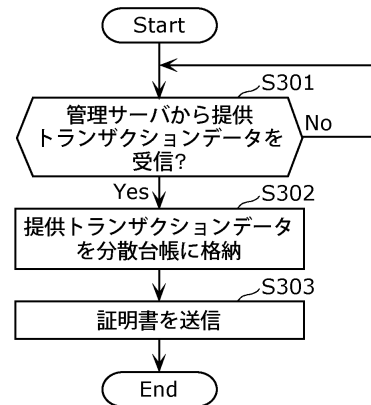 Start
S301
管理サーバから提供
トランザクションデータを
受信?
No
Yes
S302
提供トランザクションデータ
を分散台帳に格納
S303
証明書を送信
End